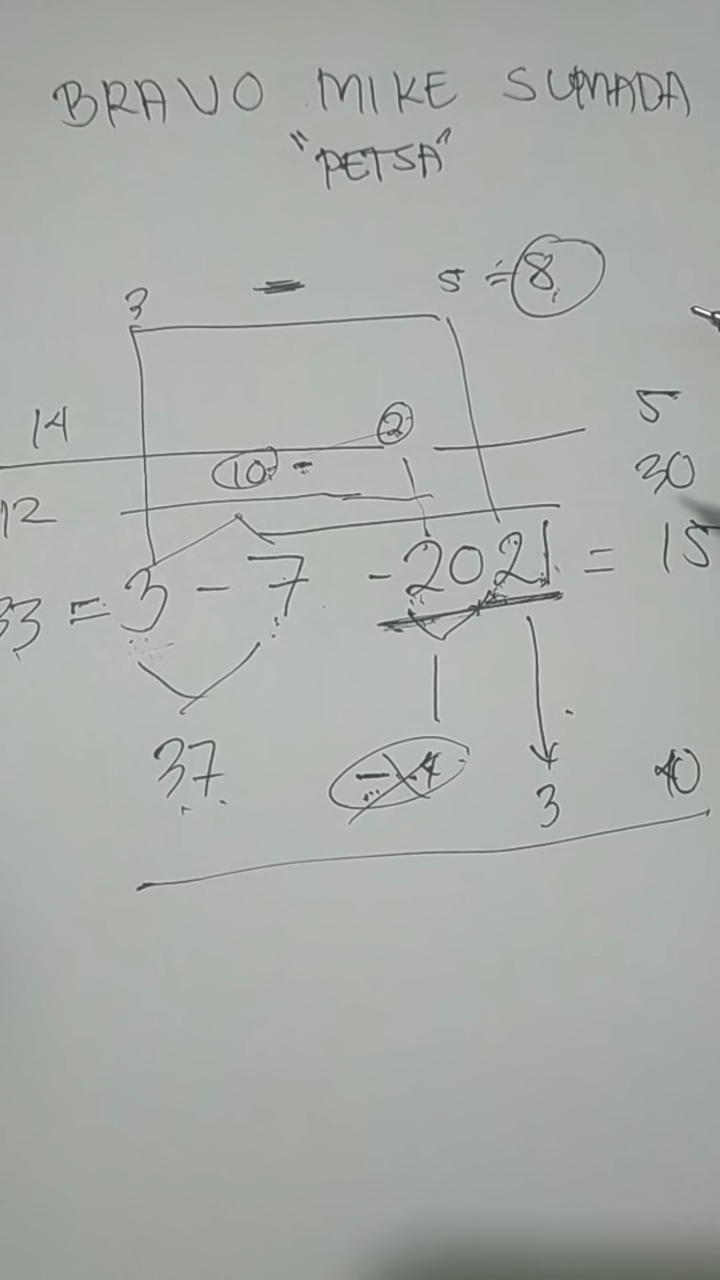 BRAVO MIKE SUMADA
"PETSA"
3 = 5 = 8
14 2 5
10 - 30
12
33 = 3 - 7 - 2021 = 15
37 3 40